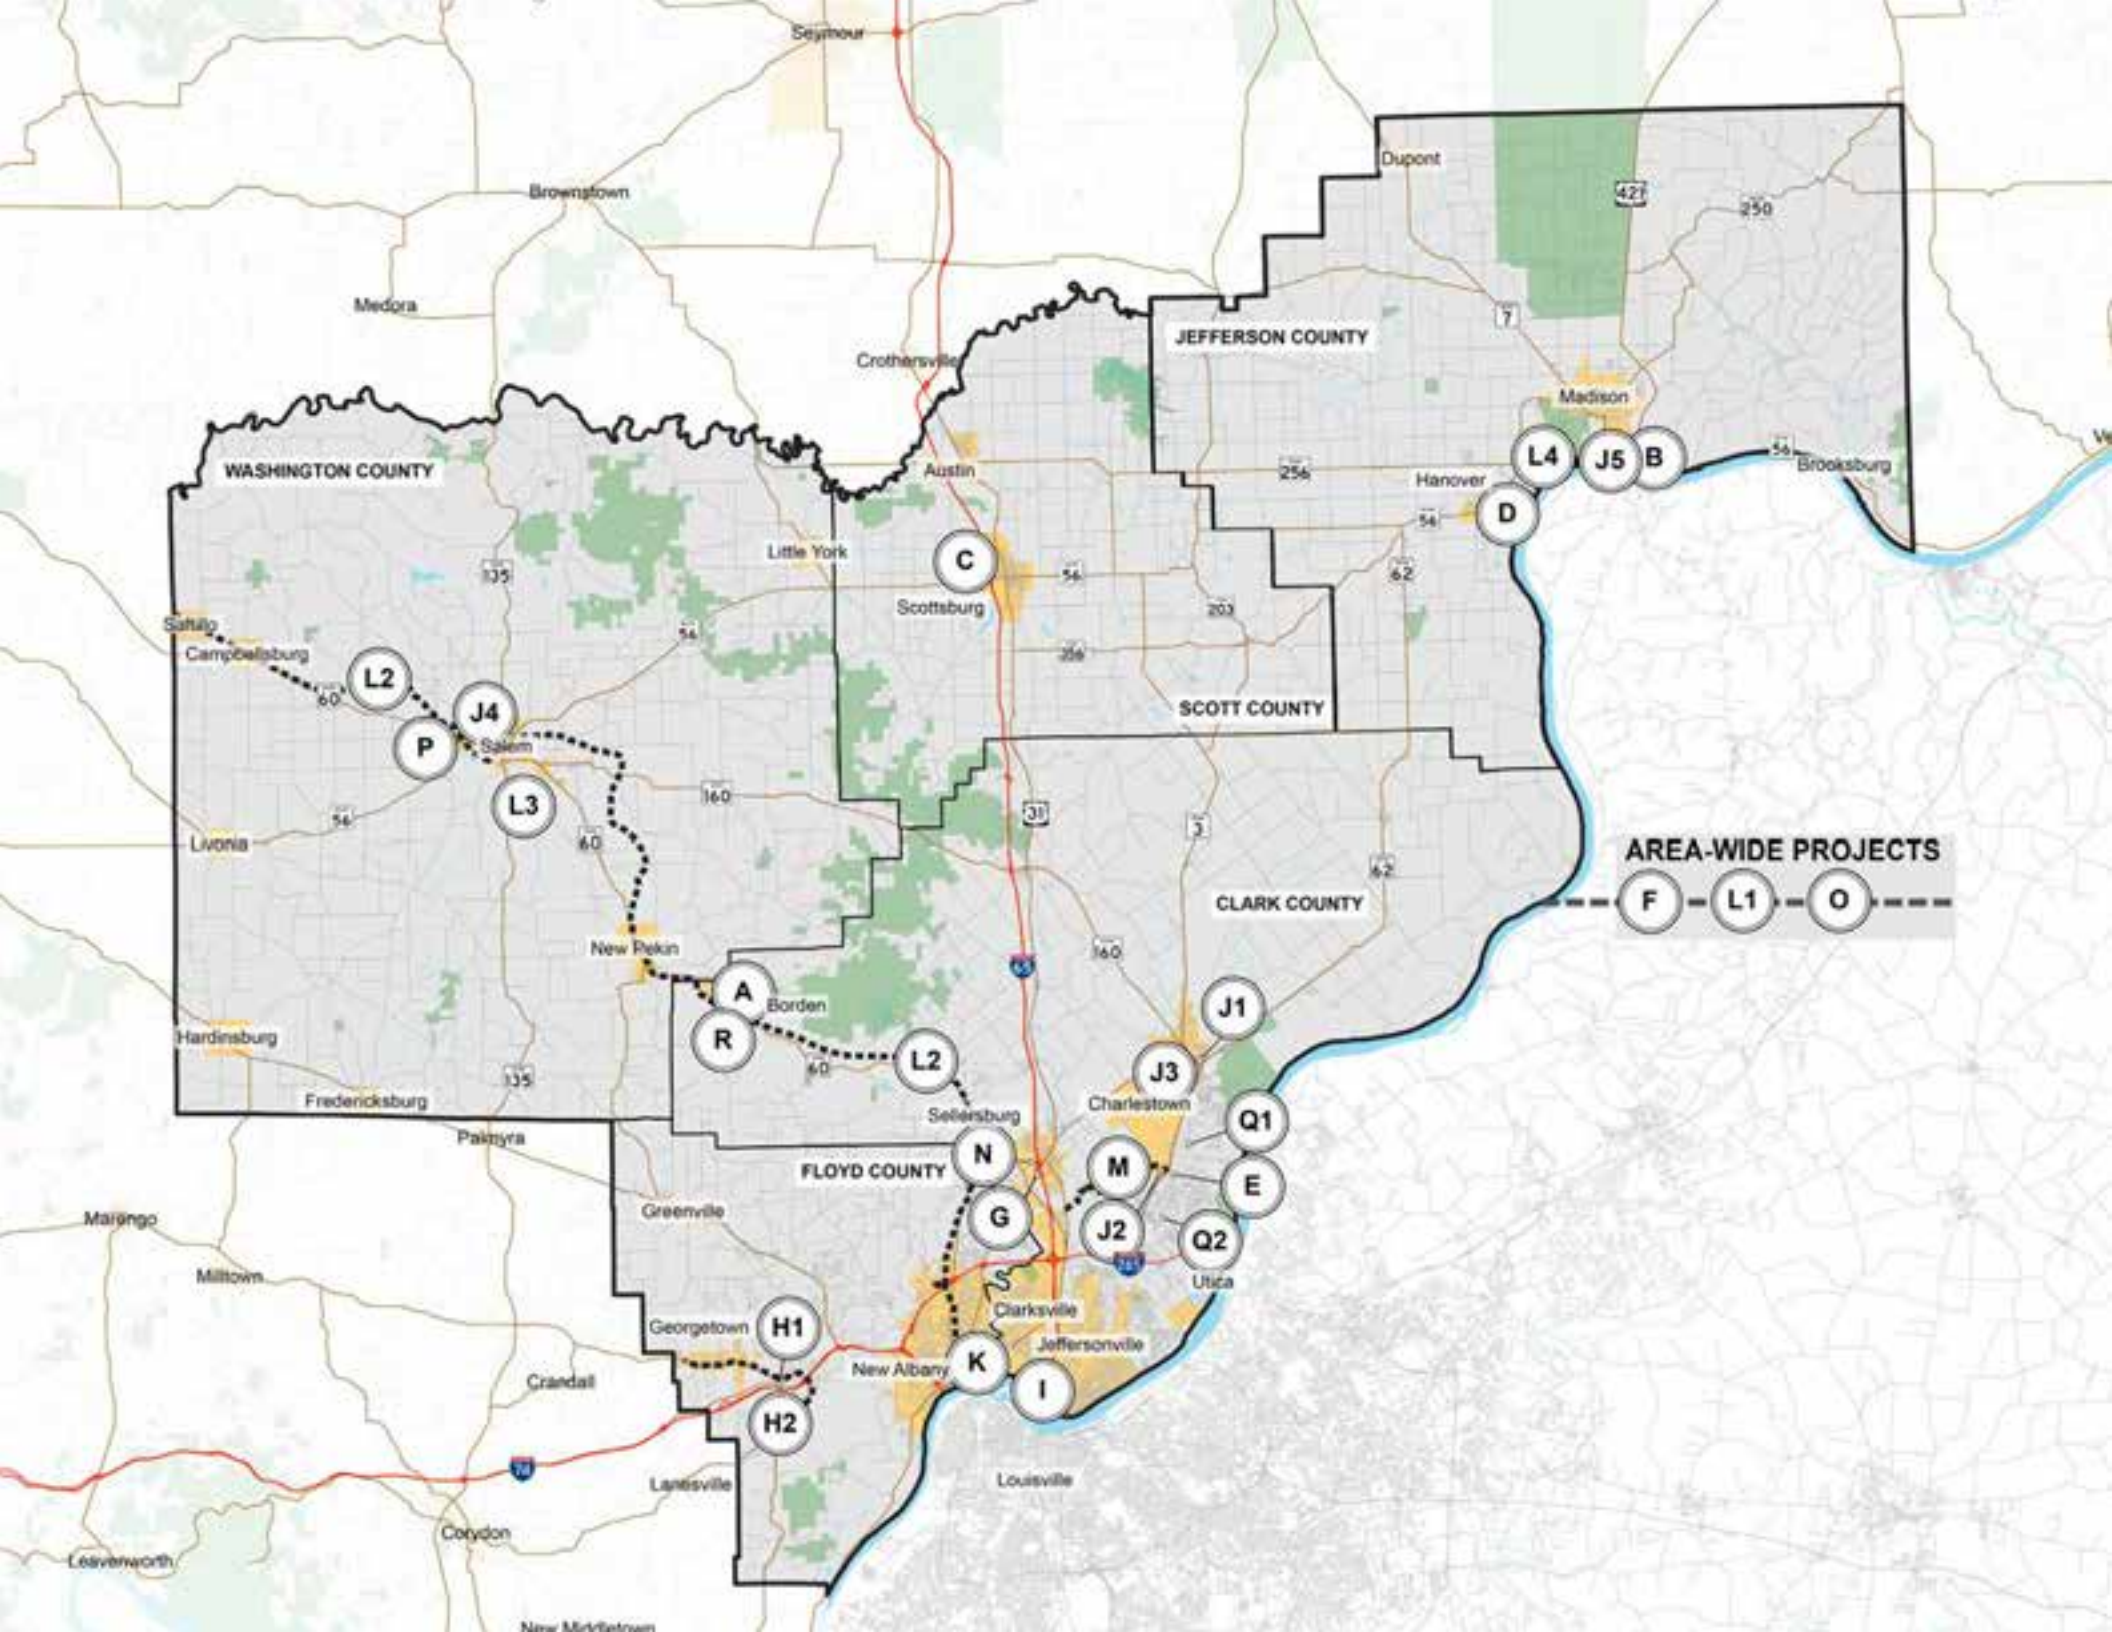 Seymour
Dupont
421
Brownstown
250
Medora
7
JEFFERSON COUNTY
Crothersville
Madison
WASHINGTON COUNTY
Austin
256
Hanover
L4
J5
B
56
Brooksburg
D
56
Little York
C
56
135
62
Scottsburg
203
Saltillo
56
Campbellsburg
L2
60
256
J4
SCOTT COUNTY
P
Salem
L3
160
56
31
3
60
Livonia
62
AREA-WIDE PROJECTS
F
L1
O
CLARK COUNTY
New Pekin
160
65
A
Borden
J1
R
Hardinsburg
L2
60
J3
135
Fredericksburg
Charlestown
Sellersburg
Q1
Palmyra
N
FLOYD COUNTY
M
E
Greenville
Marengo
G
J2
Q2
265
Milltown
Utica
Clarksville
Georgetown
H1
Jeffersonville
New Albany
K
Crandall
I
H2
Lanesville
Louisville
Corydon
Leavenworth
New Middletown